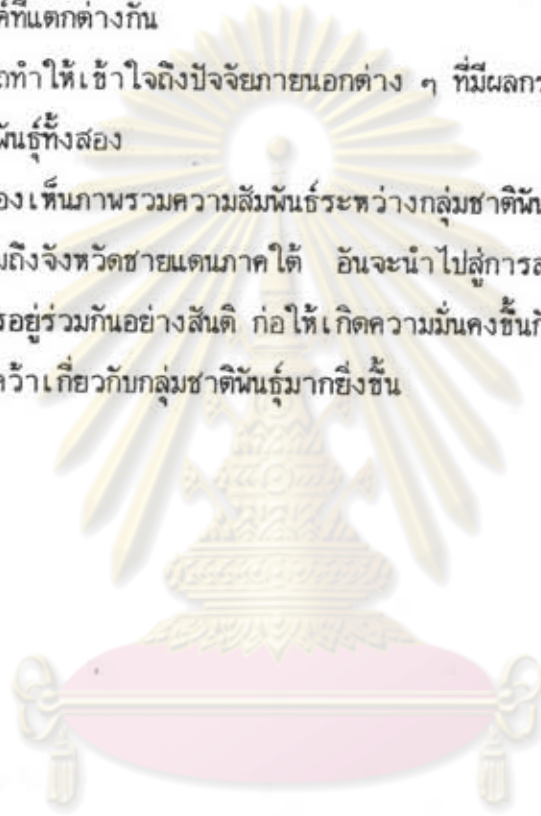 ค์ที่แตกต่างกัน
ถทำให้เข้าใจถึงปัจจัยภายนอกต่าง ๆ ที่มีผลกร
พันธุ์ทั้งสอง
องเห็นภาพรวมความสัมพันธ์ระหว่างกลุ่มชาติพัน
มถึงจังหวัดชายแดนภาคใต้ อันจะนำไปสู่การส
รอยู่ร่วมกันอย่างสันติ ก่อให้เกิดความมั่นคงขึ้นกั
คว้าเกี่ยวกับกลุ่มชาติพันธุ์มากยิ่งขึ้น